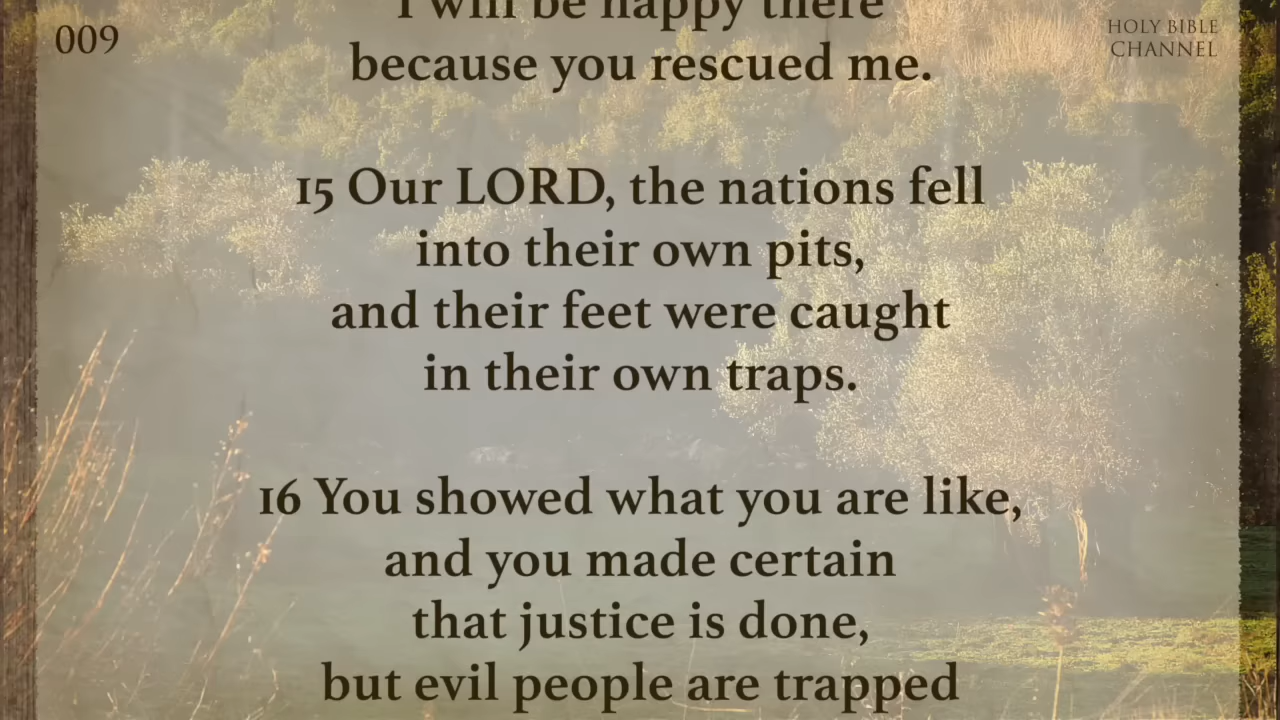 009
HOLY BIBLE
CHANNEL
I will be happy there
because you rescued me.
15 Our LORD, the nations fell
into their own pits,
and their feet were caught
in their own traps.
16 You showed what you are like,
and you made certain
that justice is done,
but evil people are trapped